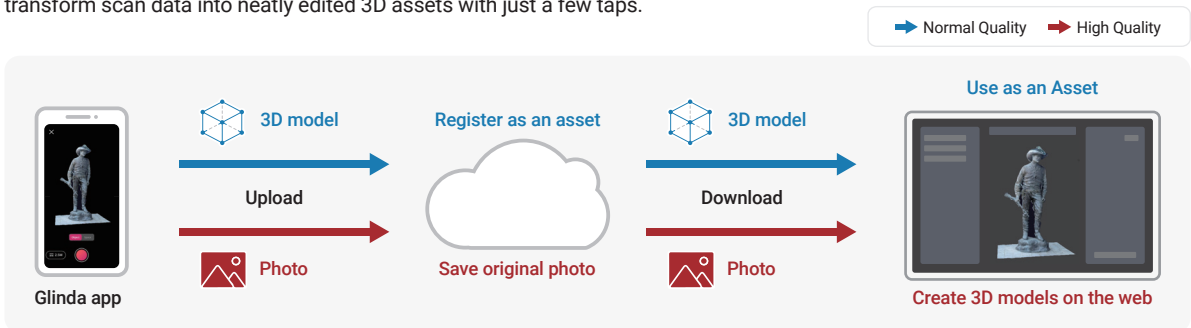 transform scan data into neatly edited 3D assets with just a few taps.
Normal Quality
High Quality
Use as an Asset
3D model
Register as an asset
3D model
Upload
Download
Photo
Save original photo
Photo
Glinda app
Create 3D models on the web